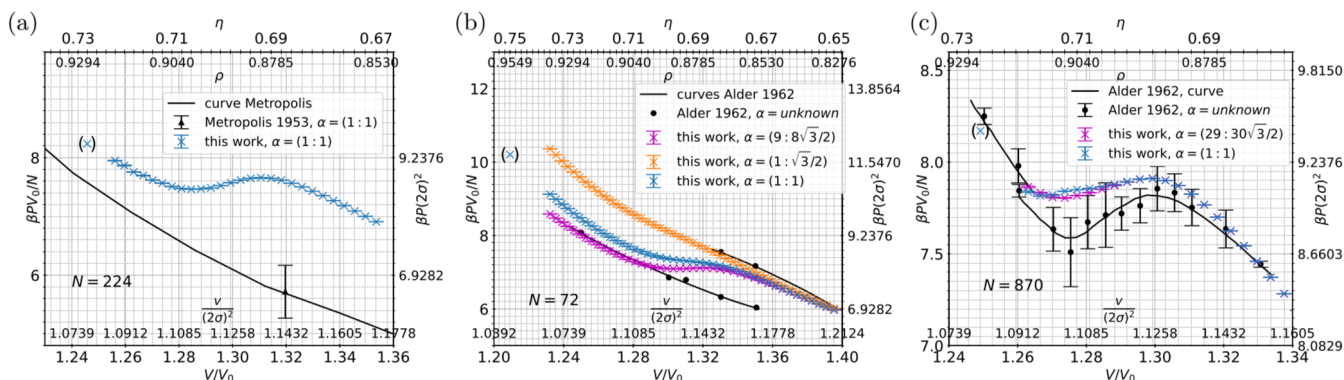 (a)
η
0.73 0.71 0.69 0.67
0.9294 0.9040 0.8785 0.8530
ρ
curve Metropolis
Metropolis 1953, α = (1 : 1)
this work, α = (1 : 1)
(×)
βPV₀/N
8
6
9.2376
6.9282
βP(2σ)²
N = 224
v/(2σ)²
1.0739 1.0912 1.1085 1.1258 1.1432 1.1605 1.1778
1.24 1.26 1.28 1.30 1.32 1.34 1.36
V/V₀
(b)
η
0.75 0.73 0.71 0.69 0.67 0.65
0.9549 0.9294 0.9040 0.8785 0.8530 0.8276
ρ
curves Alder 1962
Alder 1962, α = unknown
this work, α = (9 : 8√3/2)
this work, α = (1 : √3/2)
this work, α = (1 : 1)
(×)
βPV₀/N
12
10
8
6
13.8564
11.5470
9.2376
6.9282
βP(2σ)²
N = 72
v/(2σ)²
1.0392 1.0739 1.1085 1.1432 1.1778 1.2124
1.20 1.25 1.30 1.35 1.40
V/V₀
(c)
η
0.73 0.71 0.69
0.9294 0.9040 0.8785
ρ
Alder 1962, curve
Alder 1962, α = unknown
this work, α = (29 : 30√3/2)
this work, α = (1 : 1)
(×)
βPV₀/N
8.5
8.0
7.5
7.0
9.8150
9.2376
8.6603
8.0829
βP(2σ)²
N = 870
v/(2σ)²
1.0739 1.0912 1.1085 1.1258 1.1432 1.1605
1.24 1.26 1.28 1.30 1.32 1.34
V/V₀